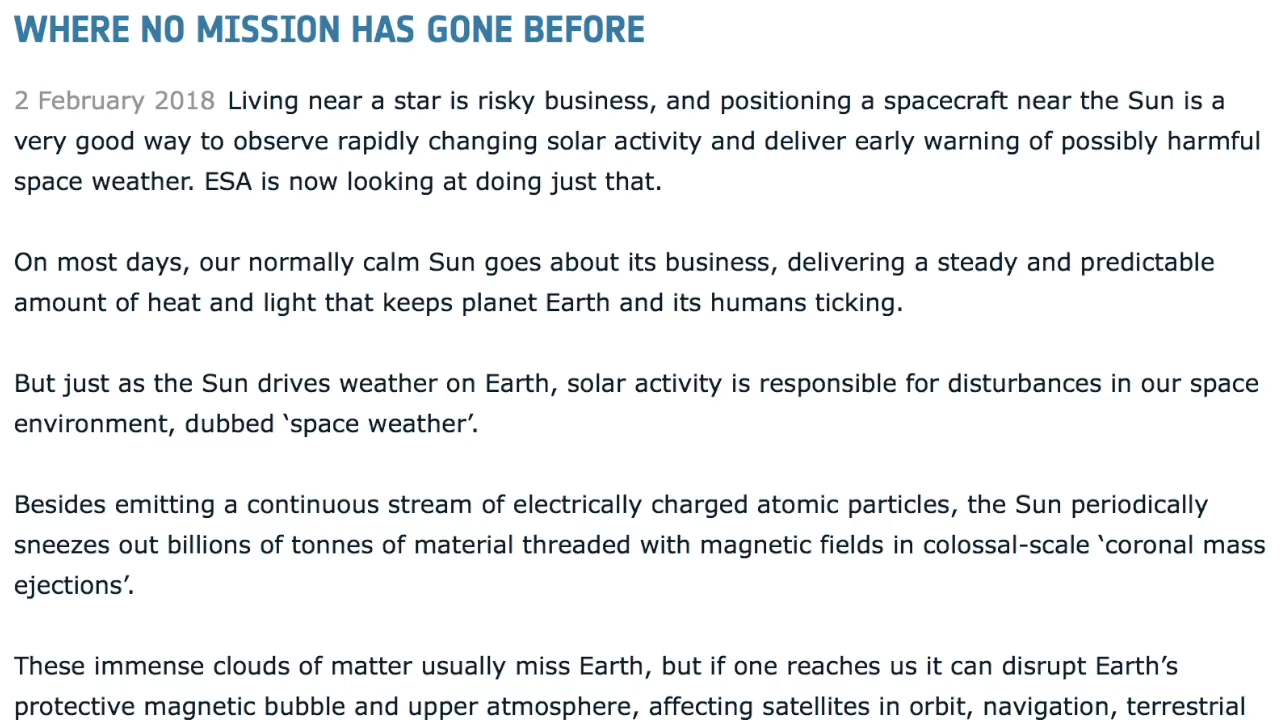 WHERE NO MISSION HAS GONE BEFORE
2 February 2018 Living near a star is risky business, and positioning a spacecraft near the Sun is a
very good way to observe rapidly changing solar activity and deliver early warning of possibly harmful
space weather. ESA is now looking at doing just that.
On most days, our normally calm Sun goes about its business, delivering a steady and predictable
amount of heat and light that keeps planet Earth and its humans ticking.
But just as the Sun drives weather on Earth, solar activity is responsible for disturbances in our space
environment, dubbed ‘space weather’.
Besides emitting a continuous stream of electrically charged atomic particles, the Sun periodically
sneezes out billions of tonnes of material threaded with magnetic fields in colossal-scale ‘coronal mass
ejections’.
These immense clouds of matter usually miss Earth, but if one reaches us it can disrupt Earth’s
protective magnetic bubble and upper atmosphere, affecting satellites in orbit, navigation, terrestrial